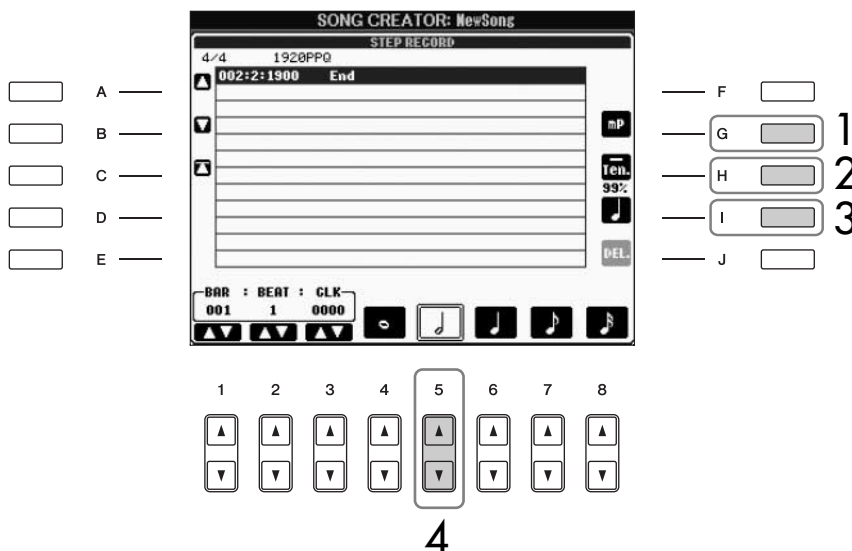 SONG CREATOR: NewSong
STEP RECORD
4/4 1920PPQ
002:2:1900 End
A
B
C
D
E
F
mP
G 1
Ten.
H 2
99%
I 3
DEL.
J
BAR : BEAT : CLK
001 1 0000
1 2 3 4 5 6 7 8
4